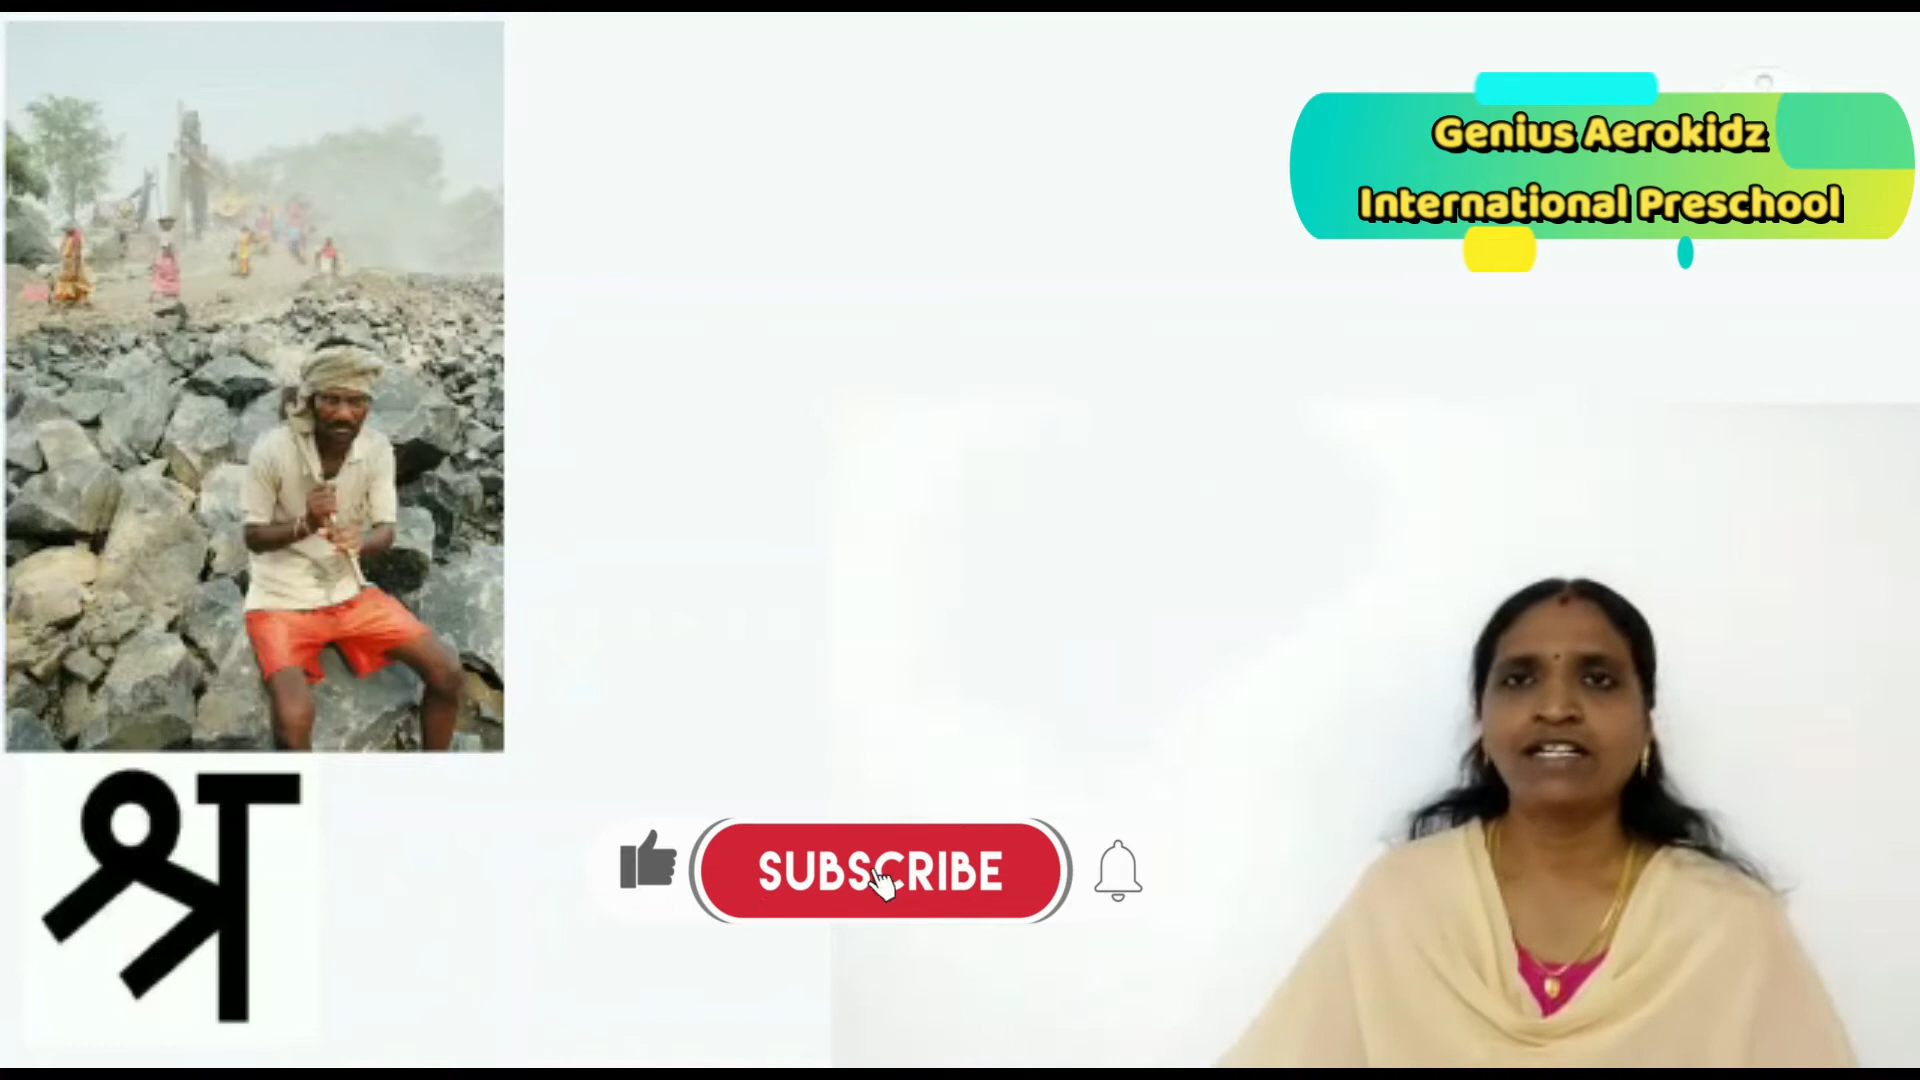 Genius Aerokidz
International Preschool
श्र
SUBSCRIBE